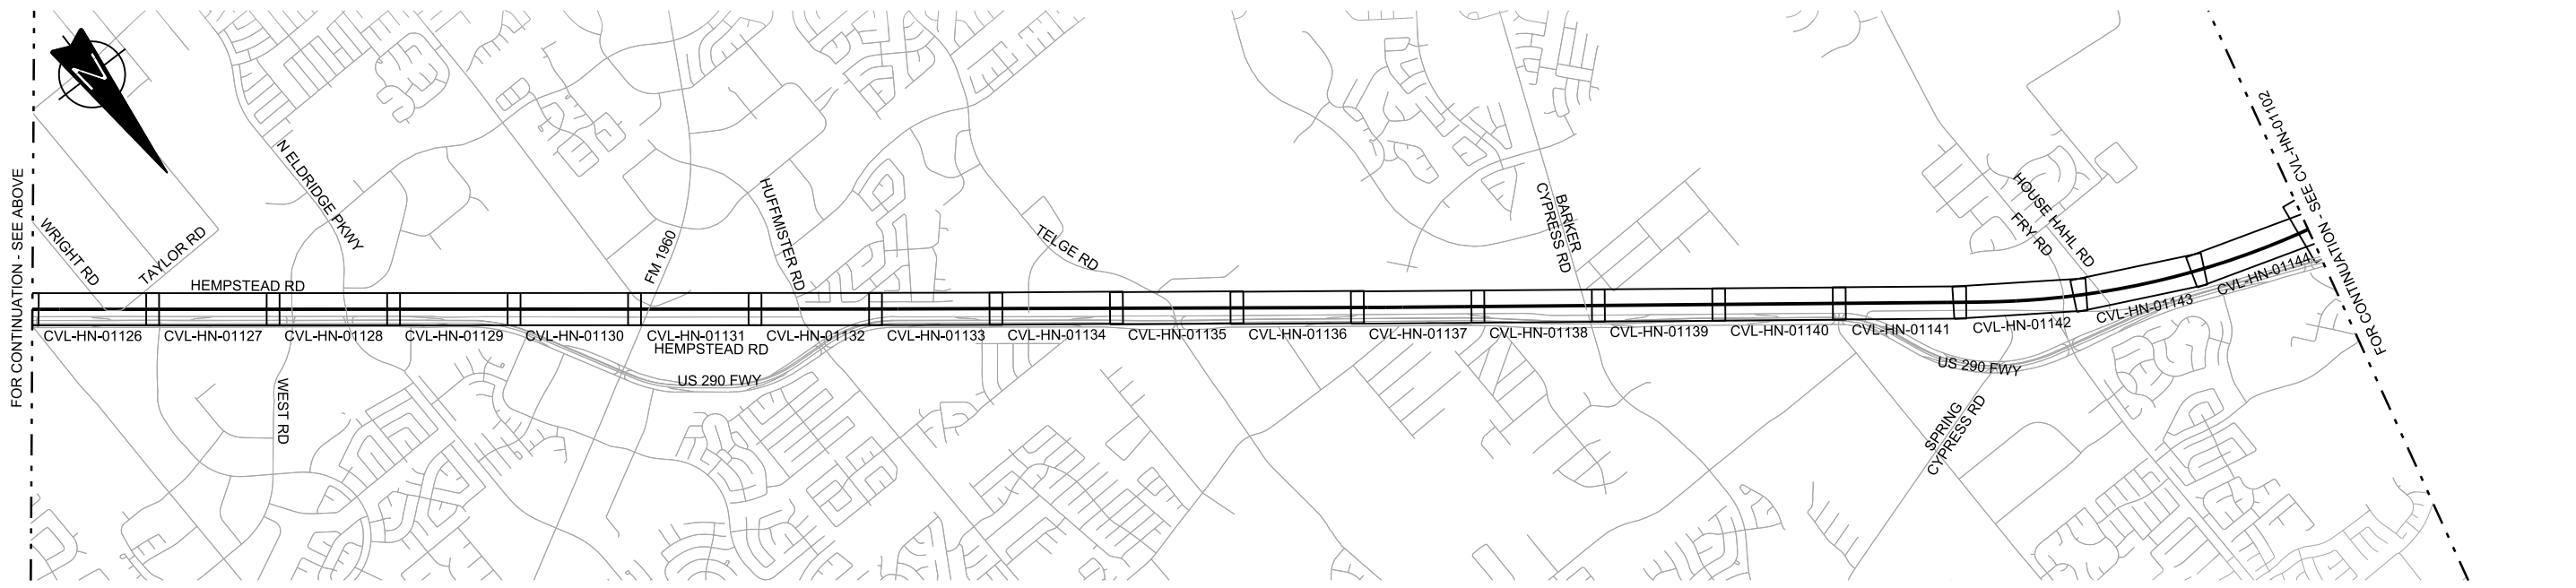 FOR CONTINUATION - SEE ABOVE
N
WRIGHT RD
TAYLOR RD
HEMPSTEAD RD
N ELDRIDGE PKWY
WEST RD
FM 1960
HUFFMISTER RD
HEMPSTEAD RD
US 290 FWY
TELGE RD
BARKER
CYPRESS RD
HOUSE HAHL RD
FRY RD
US 290 FWY
SPRING
CYPRESS RD
CVL-HN-01126
CVL-HN-01127
CVL-HN-01128
CVL-HN-01129
CVL-HN-01130
CVL-HN-01131
CVL-HN-01132
CVL-HN-01133
CVL-HN-01134
CVL-HN-01135
CVL-HN-01136
CVL-HN-01137
CVL-HN-01138
CVL-HN-01139
CVL-HN-01140
CVL-HN-01141
CVL-HN-01142
CVL-HN-01143
CVL-HN-01144
FOR CONTINUATION - SEE CVL-HN-01102